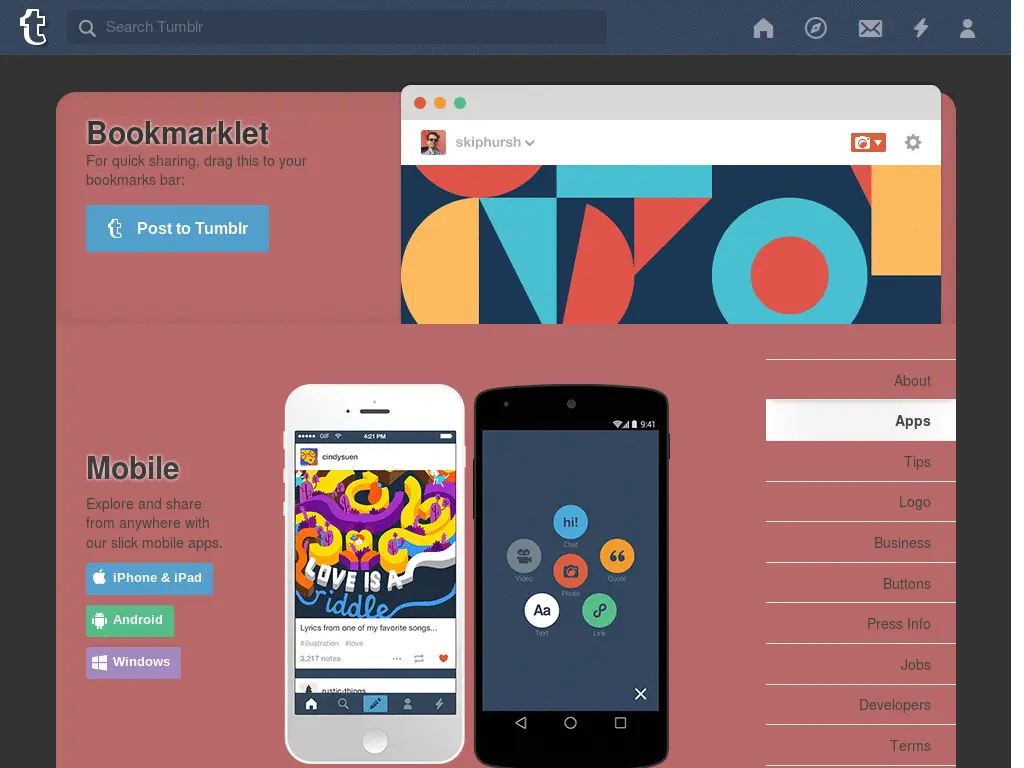 Search Tumblr
Bookmarklet
For quick sharing, drag this to your
bookmarks bar:
Post to Tumblr
skiphursh
Mobile
Explore and share
from anywhere with
our slick mobile apps.
iPhone & iPad
Android
Windows
GIF
4:21 PM
cindysuen
LOVE IS A
riddle
Lyrics from one of my favorite songs...
#illustration #love
3,217 notes
rustic-things
9:41
hi!
Chat
Video
Quote
Photo
Aa
Text
Link
About
Apps
Tips
Logo
Business
Buttons
Press Info
Jobs
Developers
Terms